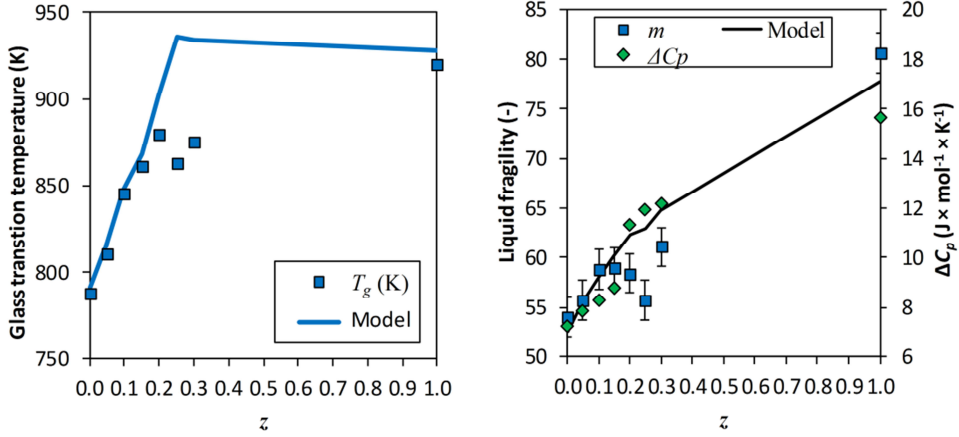 950
900
850
800
750
Glass transtion temperature (K)
T_g (K)
Model
0.0 0.1 0.2 0.3 0.4 0.5 0.6 0.7 0.8 0.9 1.0
z
85
80
75
70
65
60
55
50
Liquid fragility (-)
m
Model
ΔCp
20
18
16
14
12
10
8
6
ΔC_p (J × mol⁻¹ × K⁻¹)
0.0 0.1 0.2 0.3 0.4 0.5 0.6 0.7 0.8 0.9 1.0
z